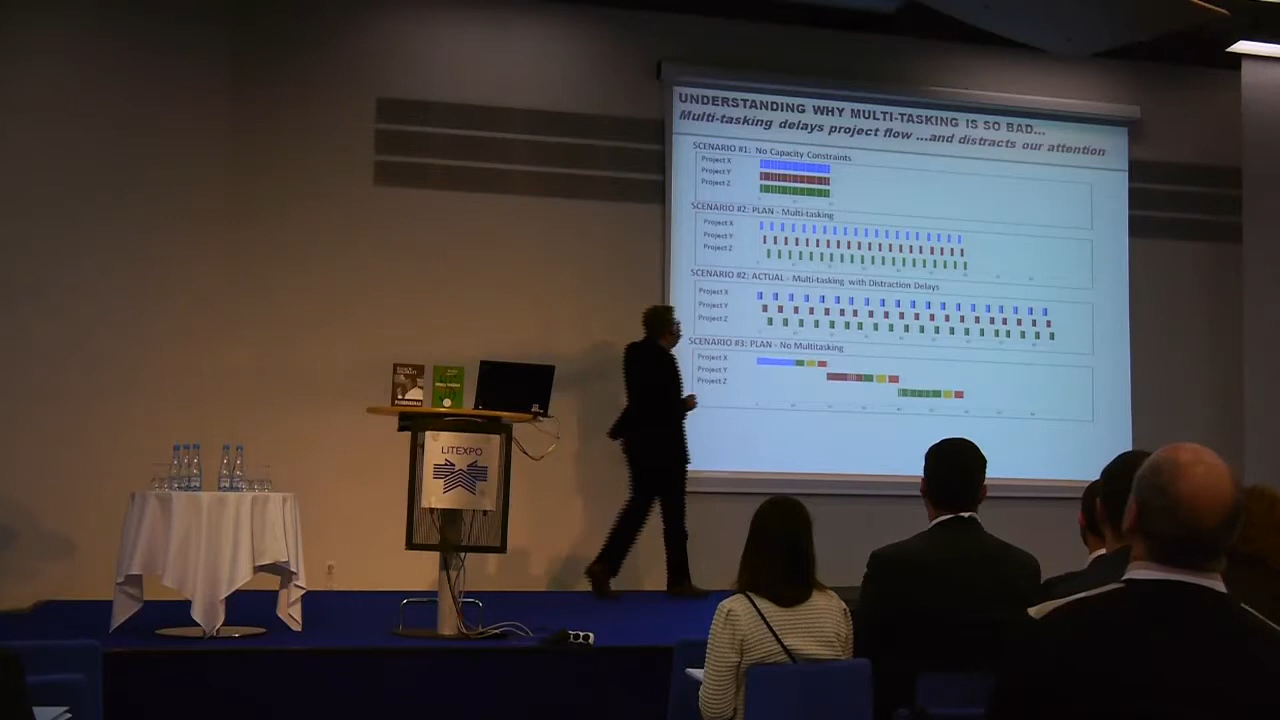 UNDERSTANDING WHY MULTI-TASKING IS SO BAD...
Multi-tasking delays project flow ...and distracts our attention
SCENARIO #1: No Capacity Constraints
Project X
Project Y
Project Z
SCENARIO #2: PLAN - Multi-tasking
Project X
Project Y
Project Z
SCENARIO #2: ACTUAL - Multi-tasking with Distraction Delays
Project X
Project Y
Project Z
SCENARIO #3: PLAN - No Multitasking
Project X
Project Y
Project Z
LITEXPO